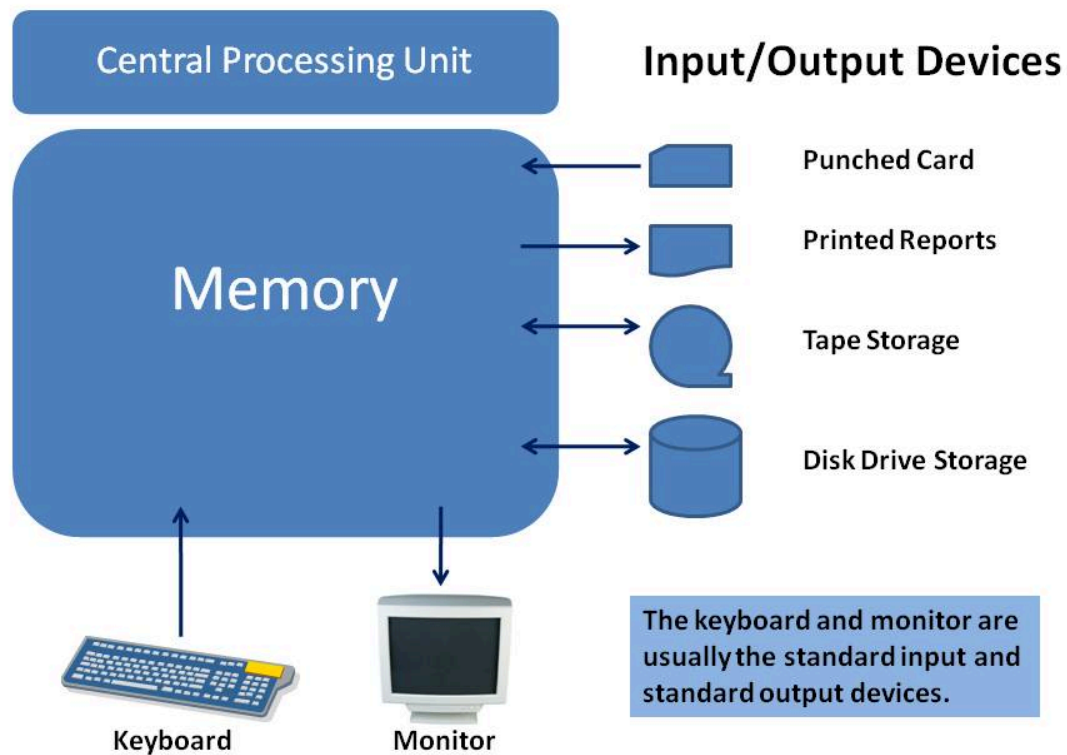 Central Processing Unit
Input/Output Devices
Memory
Punched Card
Printed Reports
Tape Storage
Disk Drive Storage
The keyboard and monitor are
usually the standard input and
standard output devices.
Keyboard
Monitor